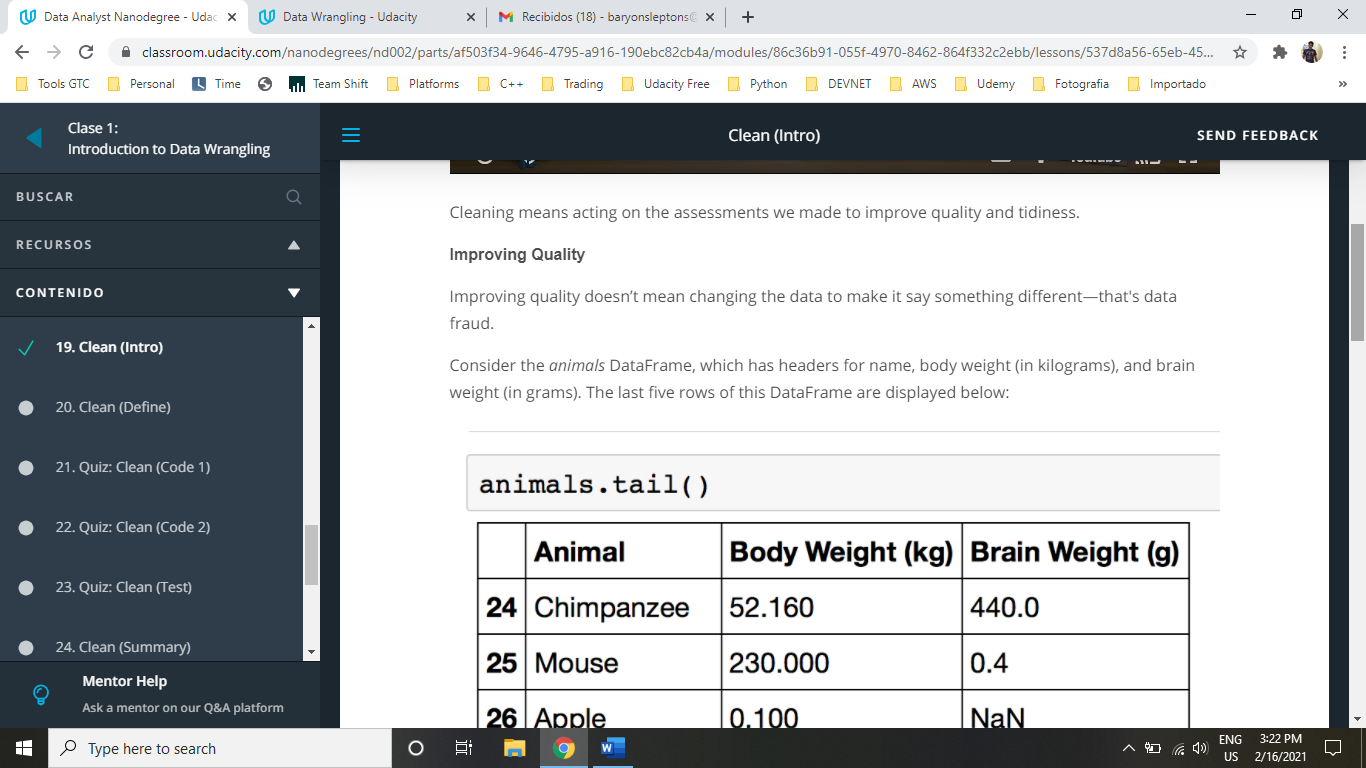 Data Analyst Nanodegree - Udac
Data Wrangling - Udacity
Recibidos (18) - baryonsleptons@
classroom.udacity.com/nanodegrees/nd002/parts/af503f34-9646-4795-a916-190ebc82cb4a/modules/86c36b91-055f-4970-8462-864f332c2ebb/lessons/537d8a56-65eb-45...
Tools GTC Personal Time Team Shift Platforms C++ Trading Udacity Free Python DEVNET AWS Udemy Fotografia Importado »
Clase 1:
Introduction to Data Wrangling
Clean (Intro)
SEND FEEDBACK
BUSCAR
RECURSOS
CONTENIDO
19. Clean (Intro)
20. Clean (Define)
21. Quiz: Clean (Code 1)
22. Quiz: Clean (Code 2)
23. Quiz: Clean (Test)
24. Clean (Summary)
Mentor Help
Ask a mentor on our Q&A platform
Cleaning means acting on the assessments we made to improve quality and tidiness.
Improving Quality
Improving quality doesn’t mean changing the data to make it say something different—that's data
fraud.
Consider the animals DataFrame, which has headers for name, body weight (in kilograms), and brain
weight (in grams). The last five rows of this DataFrame are displayed below:
animals.tail()
Animal Body Weight (kg) Brain Weight (g)
24 Chimpanzee 52.160 440.0
25 Mouse 230.000 0.4
26 Apple 0.100 NaN
Type here to search
W
ENG
US
3:22 PM
2/16/2021